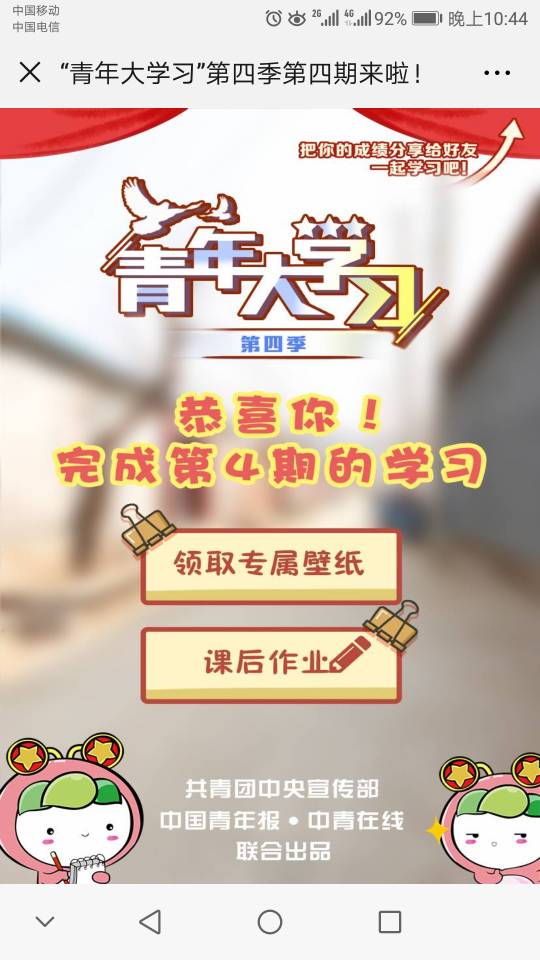 中国移动
中国电信
2G 4G 92% 晚上10:44
“青年大学习”第四季第四期来啦！
把你的成绩分享给好友
一起学习吧！
青年大学习
第四季
恭喜你！
完成第4期的学习
领取专属壁纸
课后作业
共青团中央宣传部
中国青年报•中青在线
联合出品